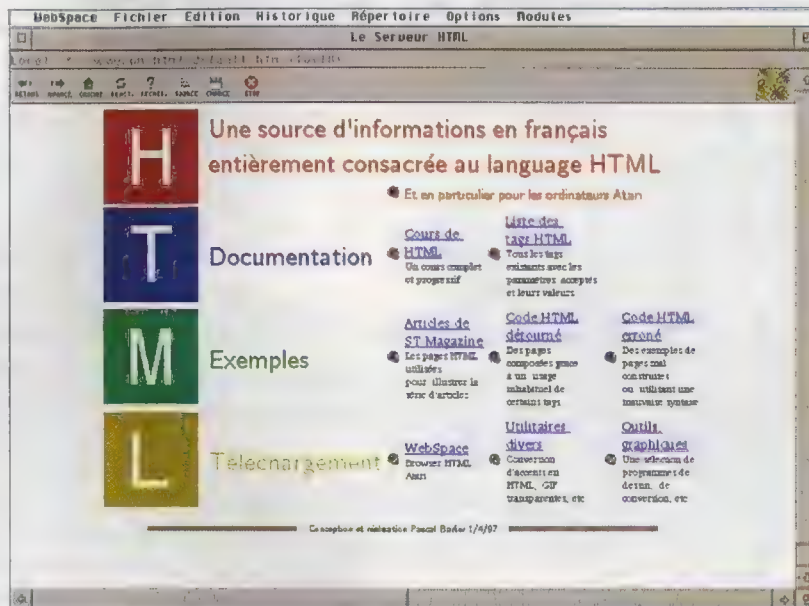 WebSpace Fichier Edition Historique Répertoire Options Modules
Le Serveur HTML
STOP
H
Une source d'informations en français
entièrement consacrée au language HTML
Et en particulier pour les ordinateurs Atari
T
Documentation
Cours de
HTML
Un cours complet
et progressif
Liste des
tags HTML
Tous les tags
existants avec les
paramètres acceptés
et leurs valeurs
M
Exemples
Articles de
ST Magazine
Les pages HTML
utilisées
pour illustrer la
série d'articles
Code HTML
détourné
Des pages
composées grace
à un usage
inhabituel de
certains tags
Code HTML
erroné
Des exemples de
pages mal
construites
ou utilisant une
mauvaise syntaxe
L
Télechargement
WebSpace
Browser HTML
Atari
Utilitaires
divers
Conversion
d'accents en
HTML, GIF
transparentes, etc
Outils
graphiques
Une sélection de
programmes de
dessin, de
conversion, etc
Conception et réalisation Pascal Barlier 1/4/97